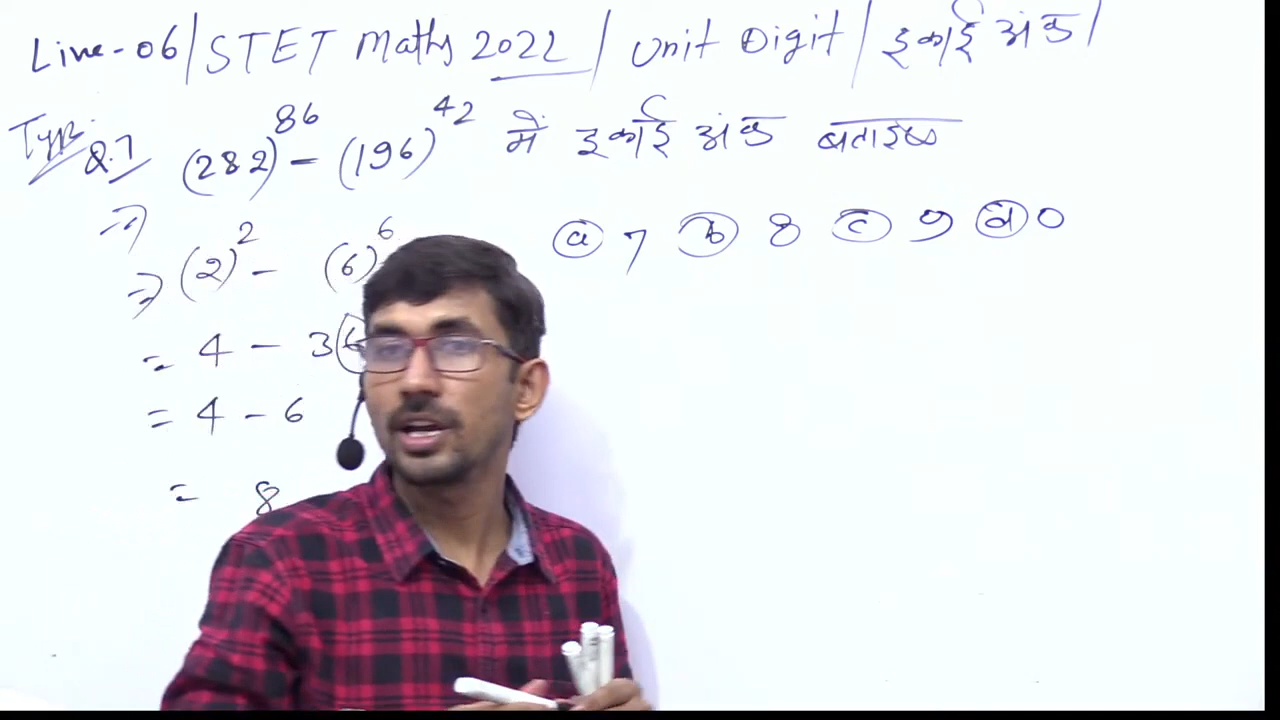 Live-06/ STET Maths 2022 / Unit Digit / इकाई अंक /
Type
Q.7 (282)^86 - (196)^42 में इकाई अंक बताइए
⇒
(a) 7 (b) 8 (c) 9 (d) 0
⇒ (2)^2 - (6)^6
= 4 - 36
= 4 - 6
= 8